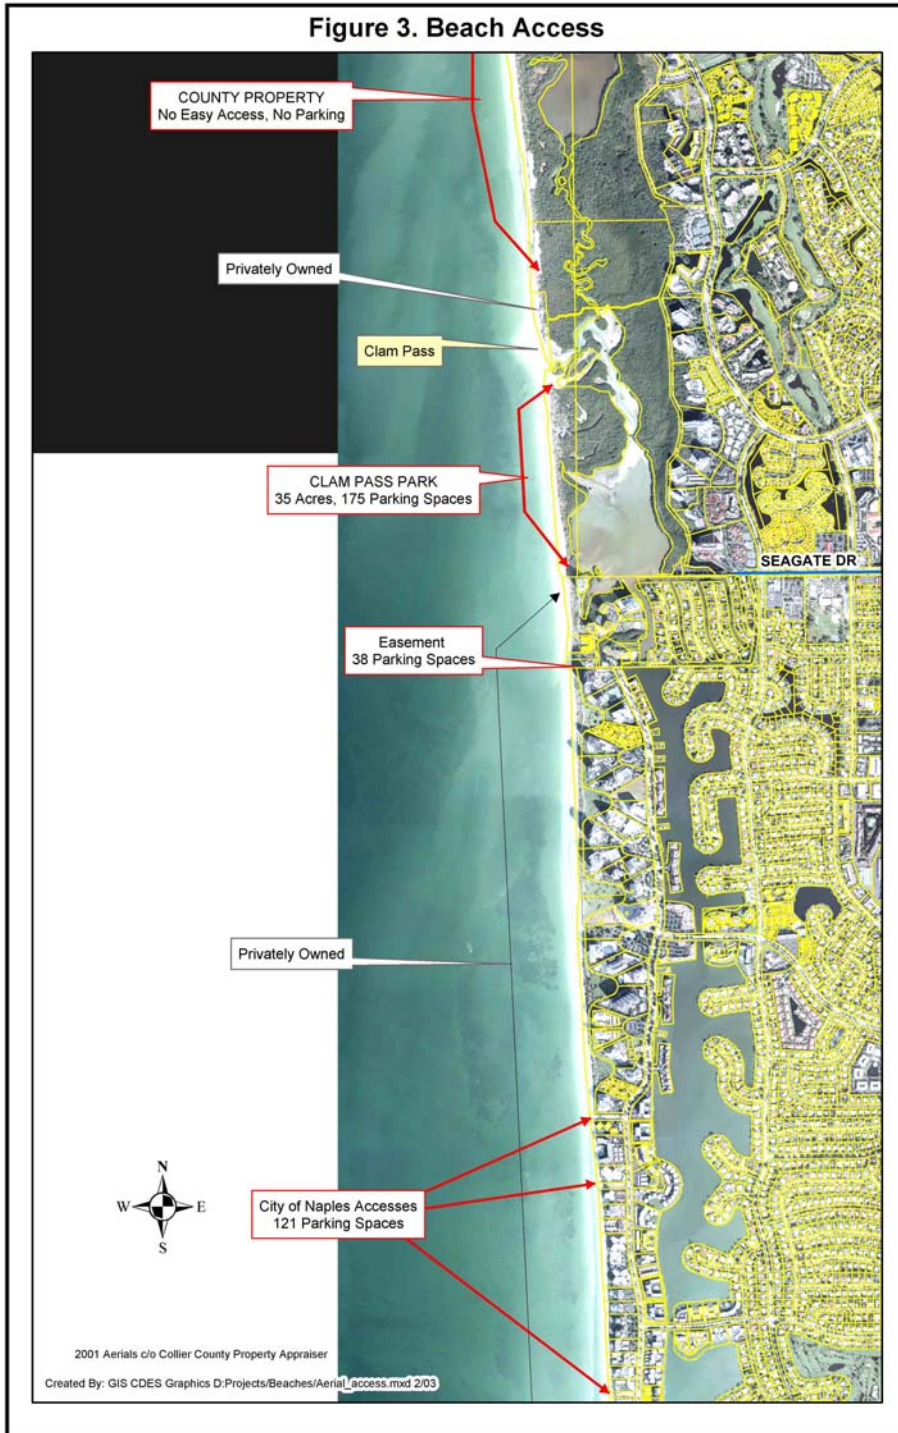 Figure 3. Beach Access
COUNTY PROPERTY
No Easy Access, No Parking
Privately Owned
Clam Pass
CLAM PASS PARK
35 Acres, 175 Parking Spaces
SEAGATE DR
Easement
38 Parking Spaces
Privately Owned
N
W E
S
City of Naples Accesses
121 Parking Spaces
2001 Aerials c/o Collier County Property Appraiser
Created By: GIS CDES Graphics D:Projects/Beaches/Aerial_access.mxd 2/03